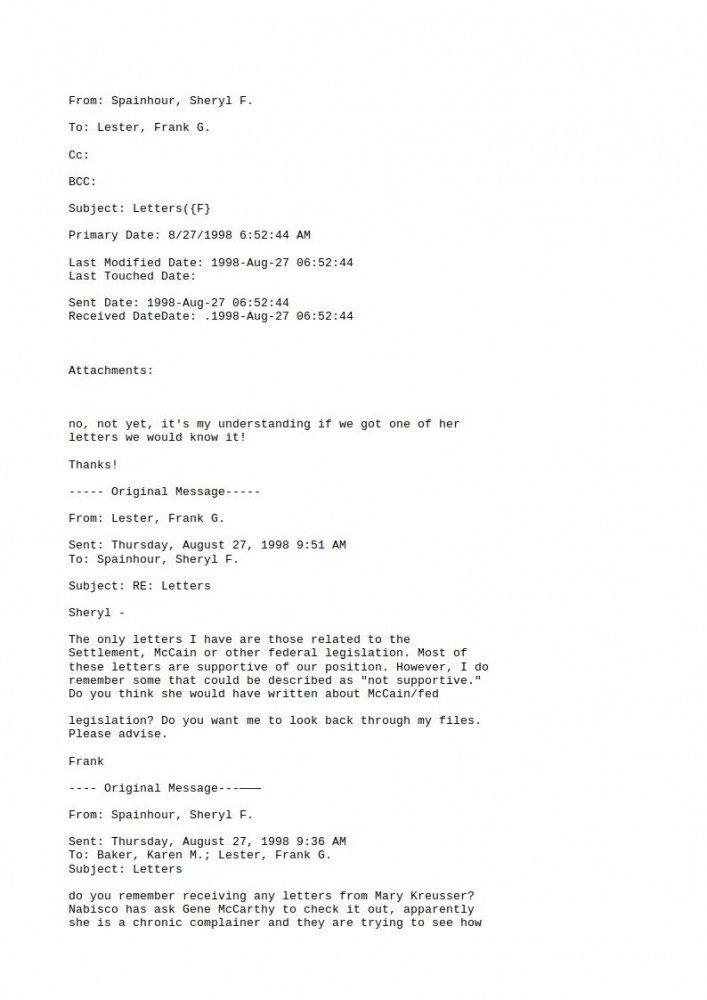 From: Spainhour, Sheryl F.
To: Lester, Frank G.
Cc:
BCC:
Subject: Letters({F}
Primary Date: 8/27/1998 6:52:44 AM
Last Modified Date: 1998-Aug-27 06:52:44
Last Touched Date:
Sent Date: 1998-Aug-27 06:52:44
Received DateDate: .1998-Aug-27 06:52:44
Attachments:
no, not yet, it's my understanding if we got one of her
letters we would know it!
Thanks!
----- Original Message-----
From: Lester, Frank G.
Sent: Thursday, August 27, 1998 9:51 AM
To: Spainhour, Sheryl F.
Subject: RE: Letters
Sheryl -
The only letters I have are those related to the
Settlement, McCain or other federal legislation. Most of
these letters are supportive of our position. However, I do
remember some that could be described as "not supportive."
Do you think she would have written about McCain/fed
legislation? Do you want me to look back through my files.
Please advise.
Frank
---- Original Message---———
From: Spainhour, Sheryl F.
Sent: Thursday, August 27, 1998 9:36 AM
To: Baker, Karen M.; Lester, Frank G.
Subject: Letters
do you remember receiving any letters from Mary Kreusser?
Nabisco has ask Gene McCarthy to check it out, apparently
she is a chronic complainer and they are trying to see how